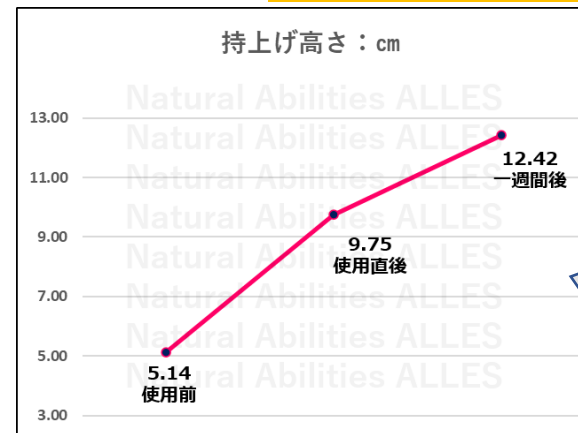 持上げ高さ：㎝
Natural Abilities ALLES
13.00
Natural Abilities ALLES
Natural Abilities ALLES
12.42
一週間後
11.00
Natural Abilities ALLES
9.00
Natural Abilities ALLES
9.75
使用直後
7.00
Natural Abilities ALLES
Natural Abilities ALLES
5.00
Natural Abilities ALLES
5.14
使用前
3.00